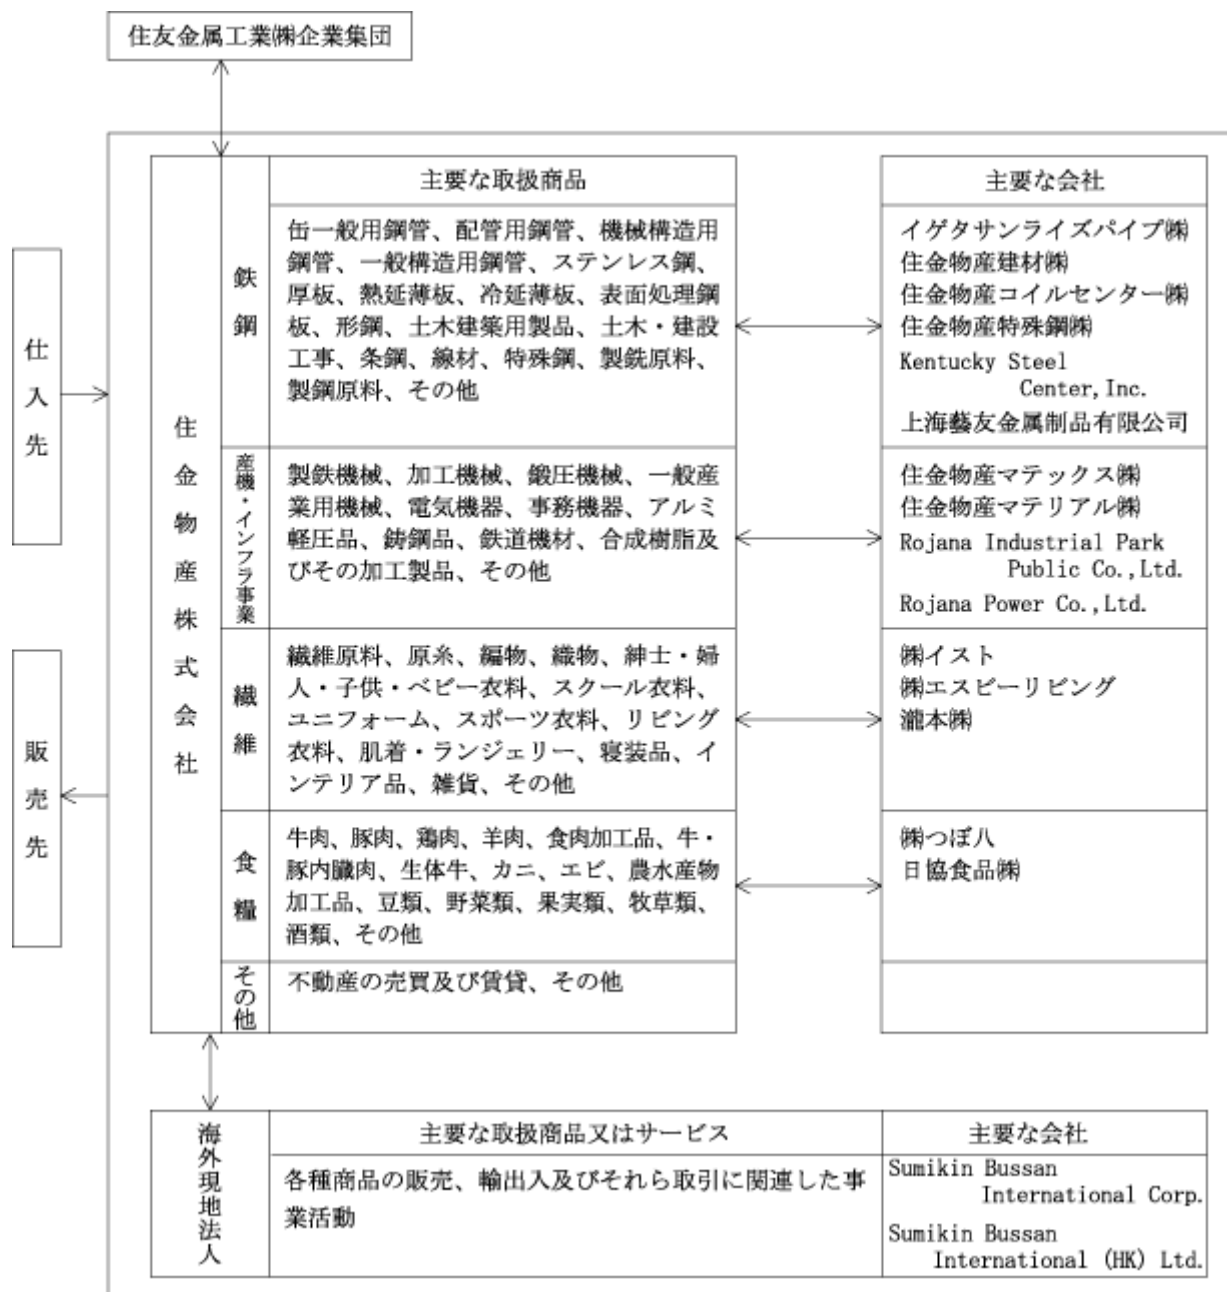 住友金属工業㈱企業集団
仕入先
販売先
住金物産株式会社
主要な取扱商品
主要な会社
鉄鋼
缶一般用鋼管、配管用鋼管、機械構造用
鋼管、一般構造用鋼管、ステンレス鋼、
厚板、熱延薄板、冷延薄板、表面処理鋼
板、形鋼、土木建築用製品、土木・建設
工事、条鋼、線材、特殊鋼、製銑原料、
製鋼原料、その他
イゲタサンライズパイプ㈱
住金物産建材㈱
住金物産コイルセンター㈱
住金物産特殊鋼㈱
Kentucky Steel
Center,Inc.
上海藝友金属制品有限公司
産機・インフラ事業
製鉄機械、加工機械、鍛圧機械、一般産
業用機械、電気機器、事務機器、アルミ
軽圧品、鋳鋼品、鉄道機材、合成樹脂及
びその加工製品、その他
住金物産マテックス㈱
住金物産マテリアル㈱
Rojana Industrial Park
Public Co.,Ltd.
Rojana Power Co.,Ltd.
繊維
繊維原料、原糸、編物、織物、紳士・婦
人・子供・ベビー衣料、スクール衣料、
ユニフォーム、スポーツ衣料、リビング
衣料、肌着・ランジェリー、寝装品、イ
ンテリア品、雑貨、その他
㈱イスト
㈱エスビーリビング
瀧本㈱
食糧
牛肉、豚肉、鶏肉、羊肉、食肉加工品、牛・
豚内臓肉、生体牛、カニ、エビ、農水産物
加工品、豆類、野菜類、果実類、牧草類、
酒類、その他
㈱つぼ八
日協食品㈱
その他
不動産の売買及び賃貸、その他
海外現地法人
主要な取扱商品又はサービス
主要な会社
各種商品の販売、輸出入及びそれら取引に関連した事
業活動
Sumikin Bussan
International Corp.
Sumikin Bussan
International (HK) Ltd.